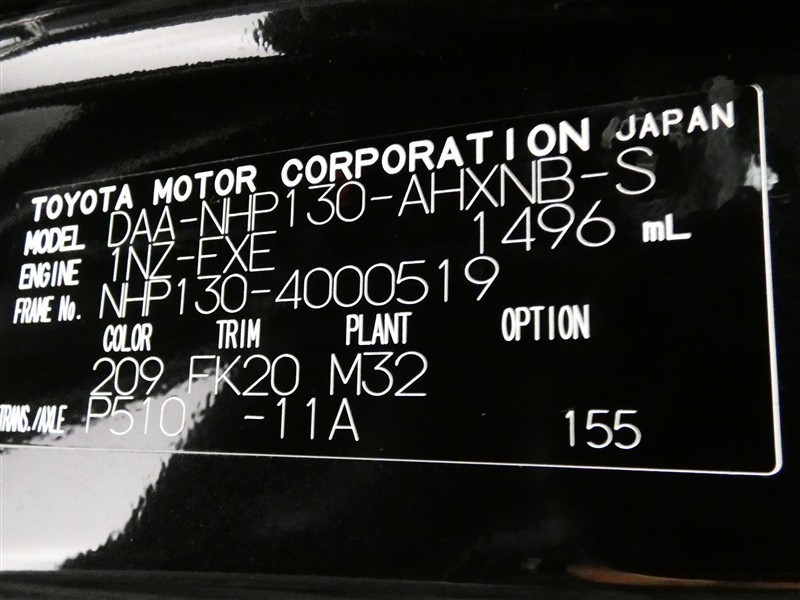 TOYOTA MOTOR CORPORATION JAPAN
MODEL DAA-NHP130-AHXNB-S
ENGINE 1NZ-FXE 1496 mL
FRAME No. NHP130-4000519
COLOR TRIM PLANT OPTION
209 FK20 M32
TRANS./AXLE P510 -11A 155